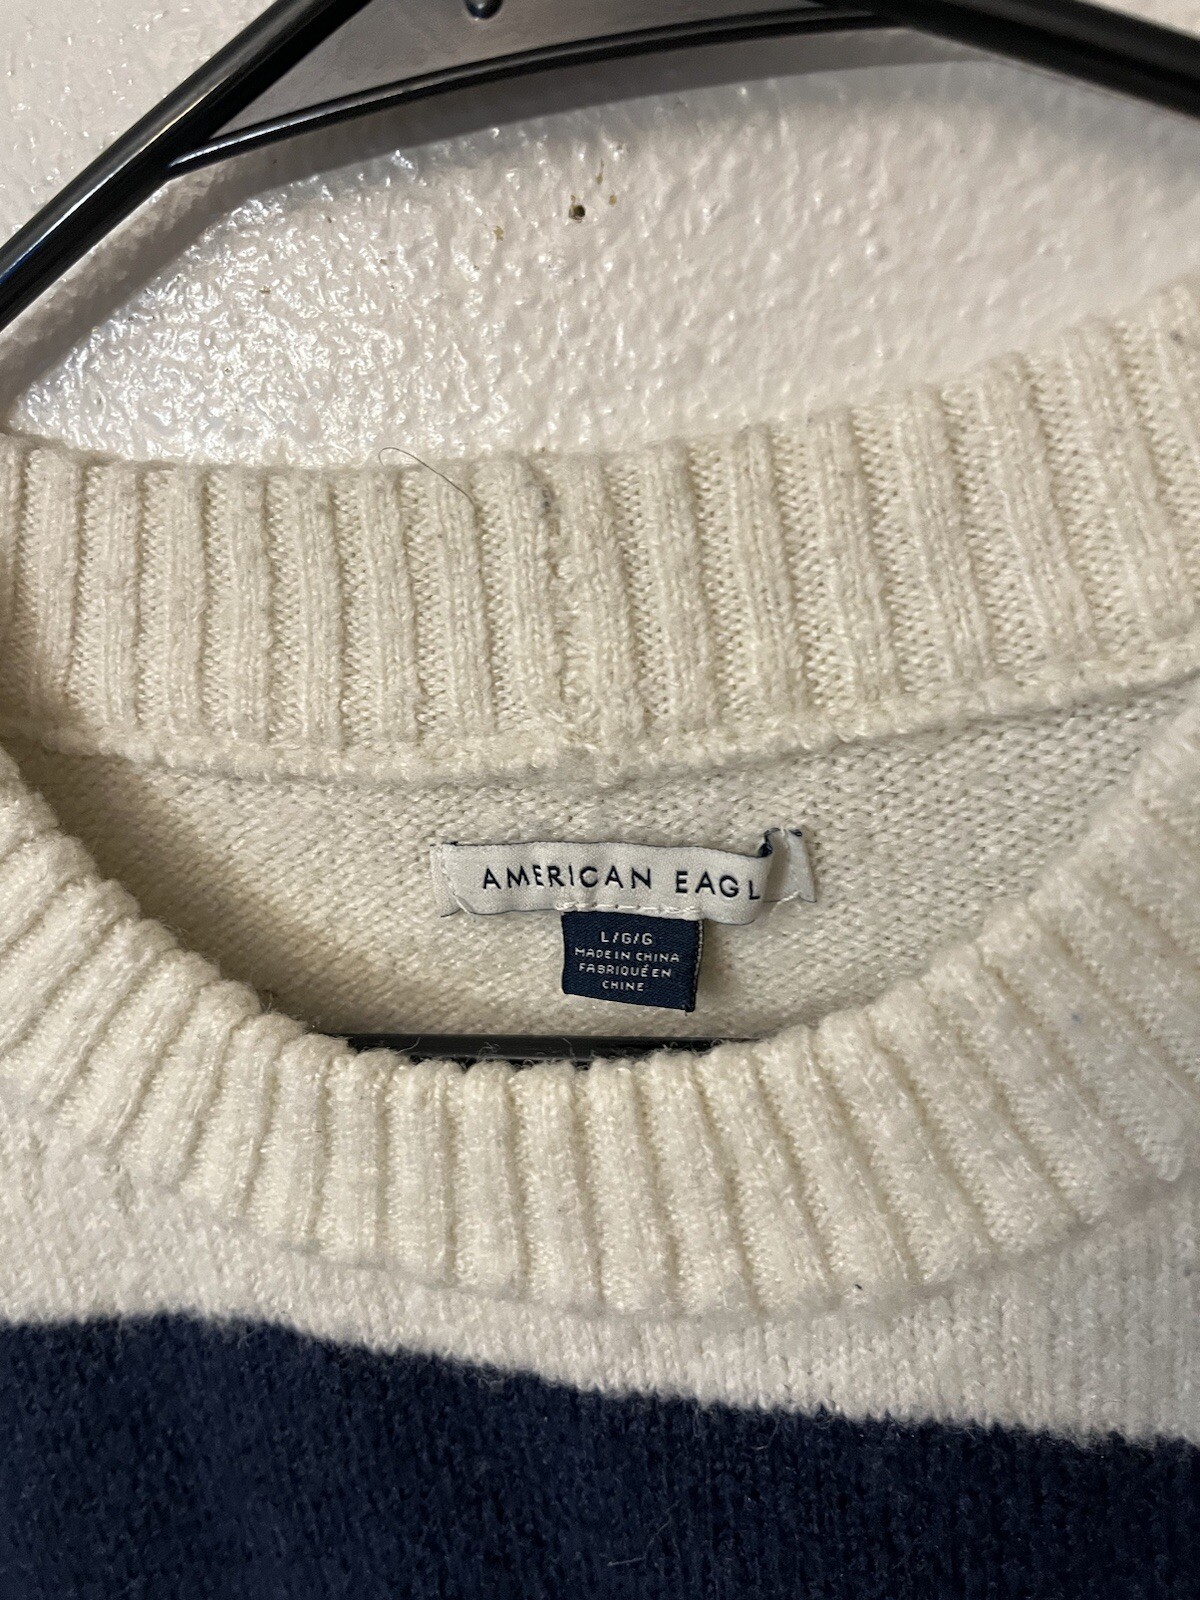 AMERICAN EAGL
L/G/G
MADE IN CHINA
FABRIQUÉ EN
CHINE